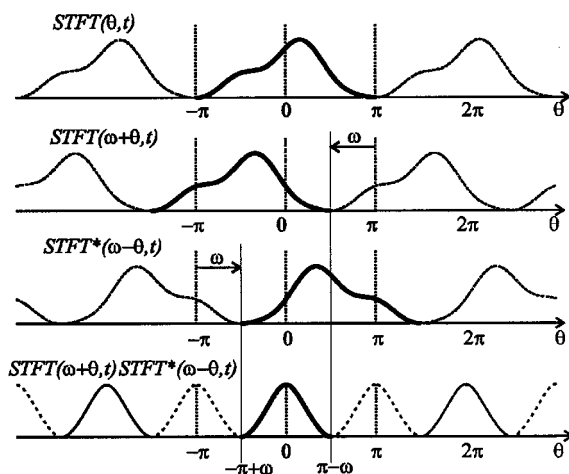 STFT(θ,t)
−π 0 π 2π θ
STFT(ω+θ,t)
ω
−π 0 π 2π θ
STFT*(ω−θ,t)
ω
−π 0 π 2π θ
STFT(ω+θ,t) STFT*(ω−θ,t)
−π 0 π 2π θ
−π+ω π−ω